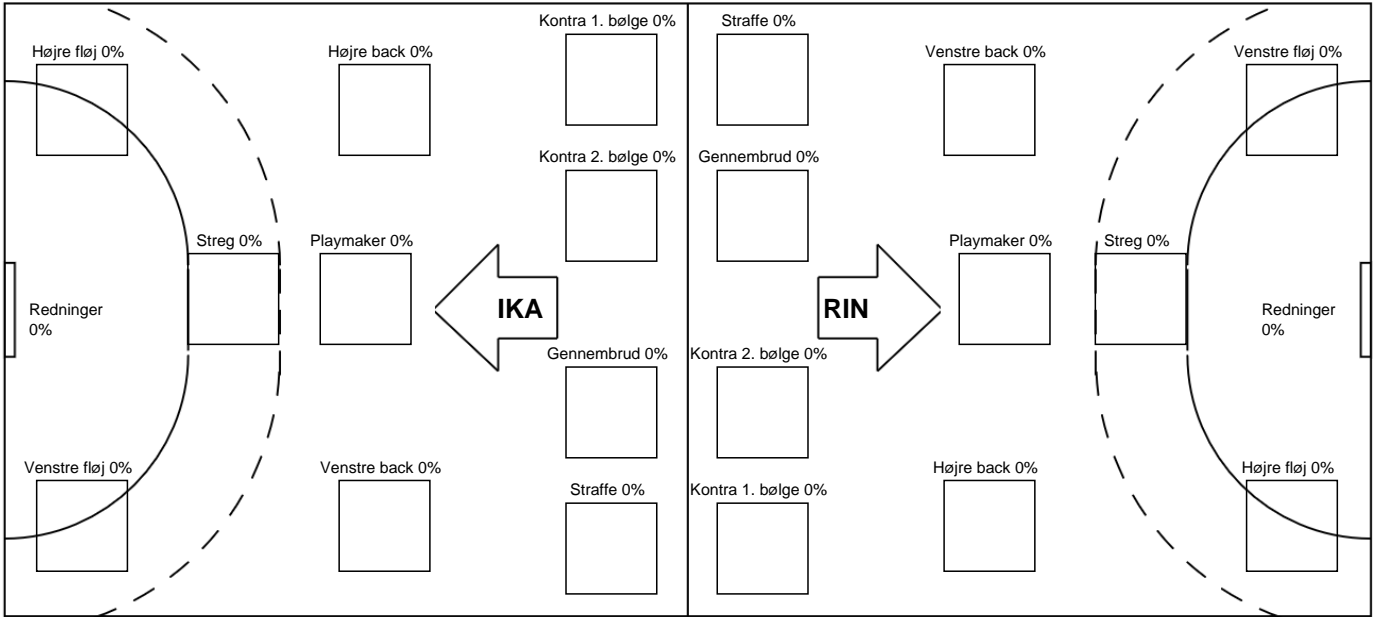 Kontra 1. bølge 0%
Straffe 0%
Højre fløj 0%
Højre back 0%
Venstre back 0%
Venstre fløj 0%
Kontra 2. bølge 0%
Gennembrud 0%
Streg 0%
Playmaker 0%
Playmaker 0%
Streg 0%
Redninger
0%
IKA
RIN
Redninger
0%
Gennembrud 0%
Kontra 2. bølge 0%
Venstre fløj 0%
Venstre back 0%
Højre back 0%
Højre fløj 0%
Straffe 0%
Kontra 1. bølge 0%